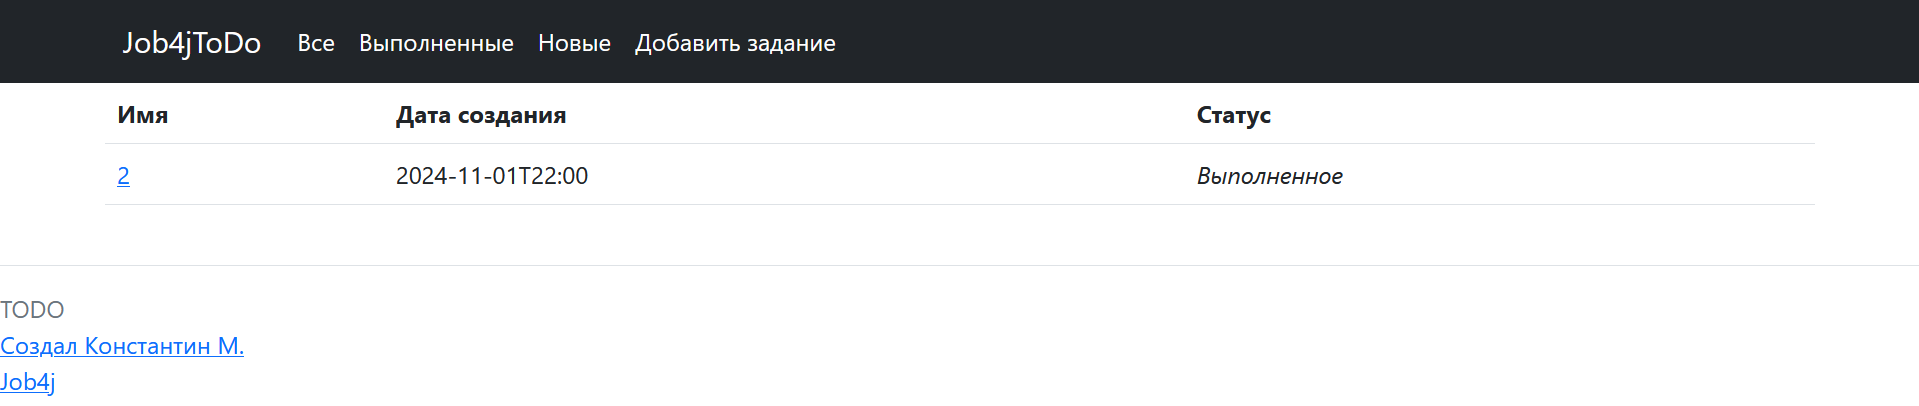 Job4jToDo Все Выполненные Новые Добавить задание
Имя Дата создания Статус
2 2024-11-01T22:00 Выполненное
TODO
Создал Константин М.
Job4j